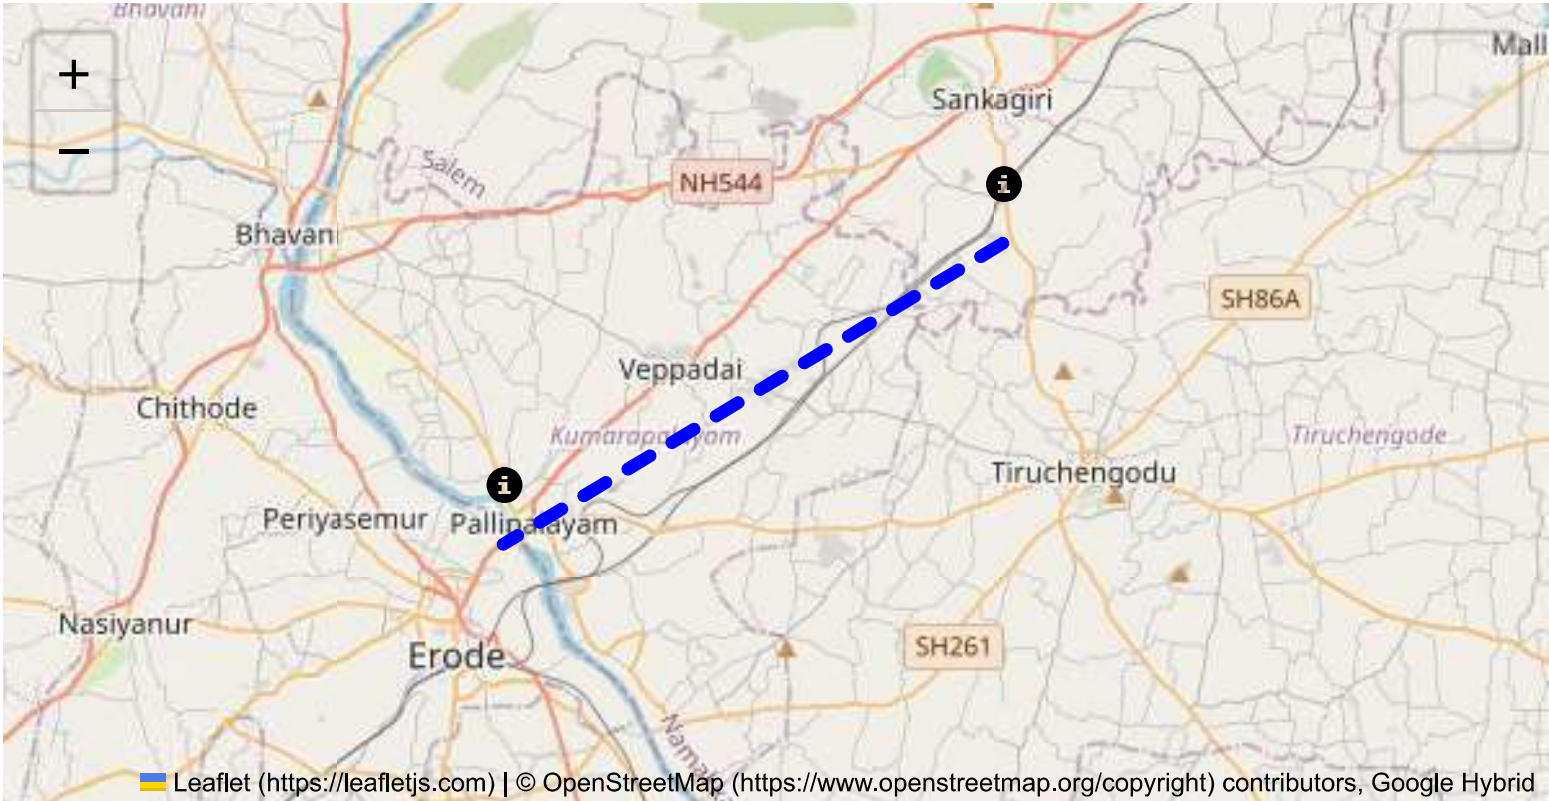 Bhavani
Mall
+
Sankagiri
−
Salem
NH544
i
Bhavani
SH86A
Veppadai
Chithode
Kumarapalayam
Tiruchengode
Tiruchengodu
i
Periyasemur
Pallipalayam
Nasiyanur
SH261
Erode
Namak
Leaflet (https://leafletjs.com) | © OpenStreetMap (https://www.openstreetmap.org/copyright) contributors, Google Hybrid